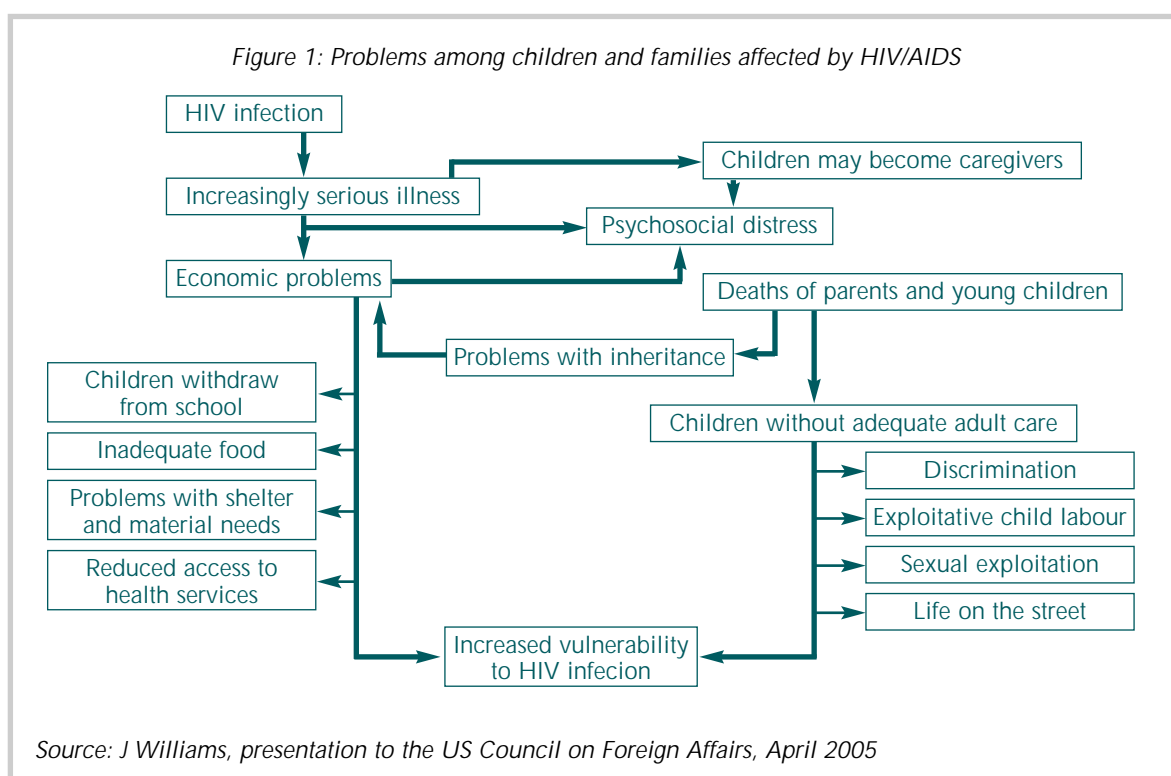 Figure 1: Problems among children and families affected by HIV/AIDS
HIV infection
Children may become caregivers
Increasingly serious illness
Psychosocial distress
Economic problems
Deaths of parents and young children
Problems with inheritance
Children withdraw
from school
Children without adequate adult care
Inadequate food
Discrimination
Problems with shelter
and material needs
Exploitative child labour
Reduced access to
health services
Sexual exploitation
Life on the street
Increased vulnerability
to HIV infecion
Source: J Williams, presentation to the US Council on Foreign Affairs, April 2005